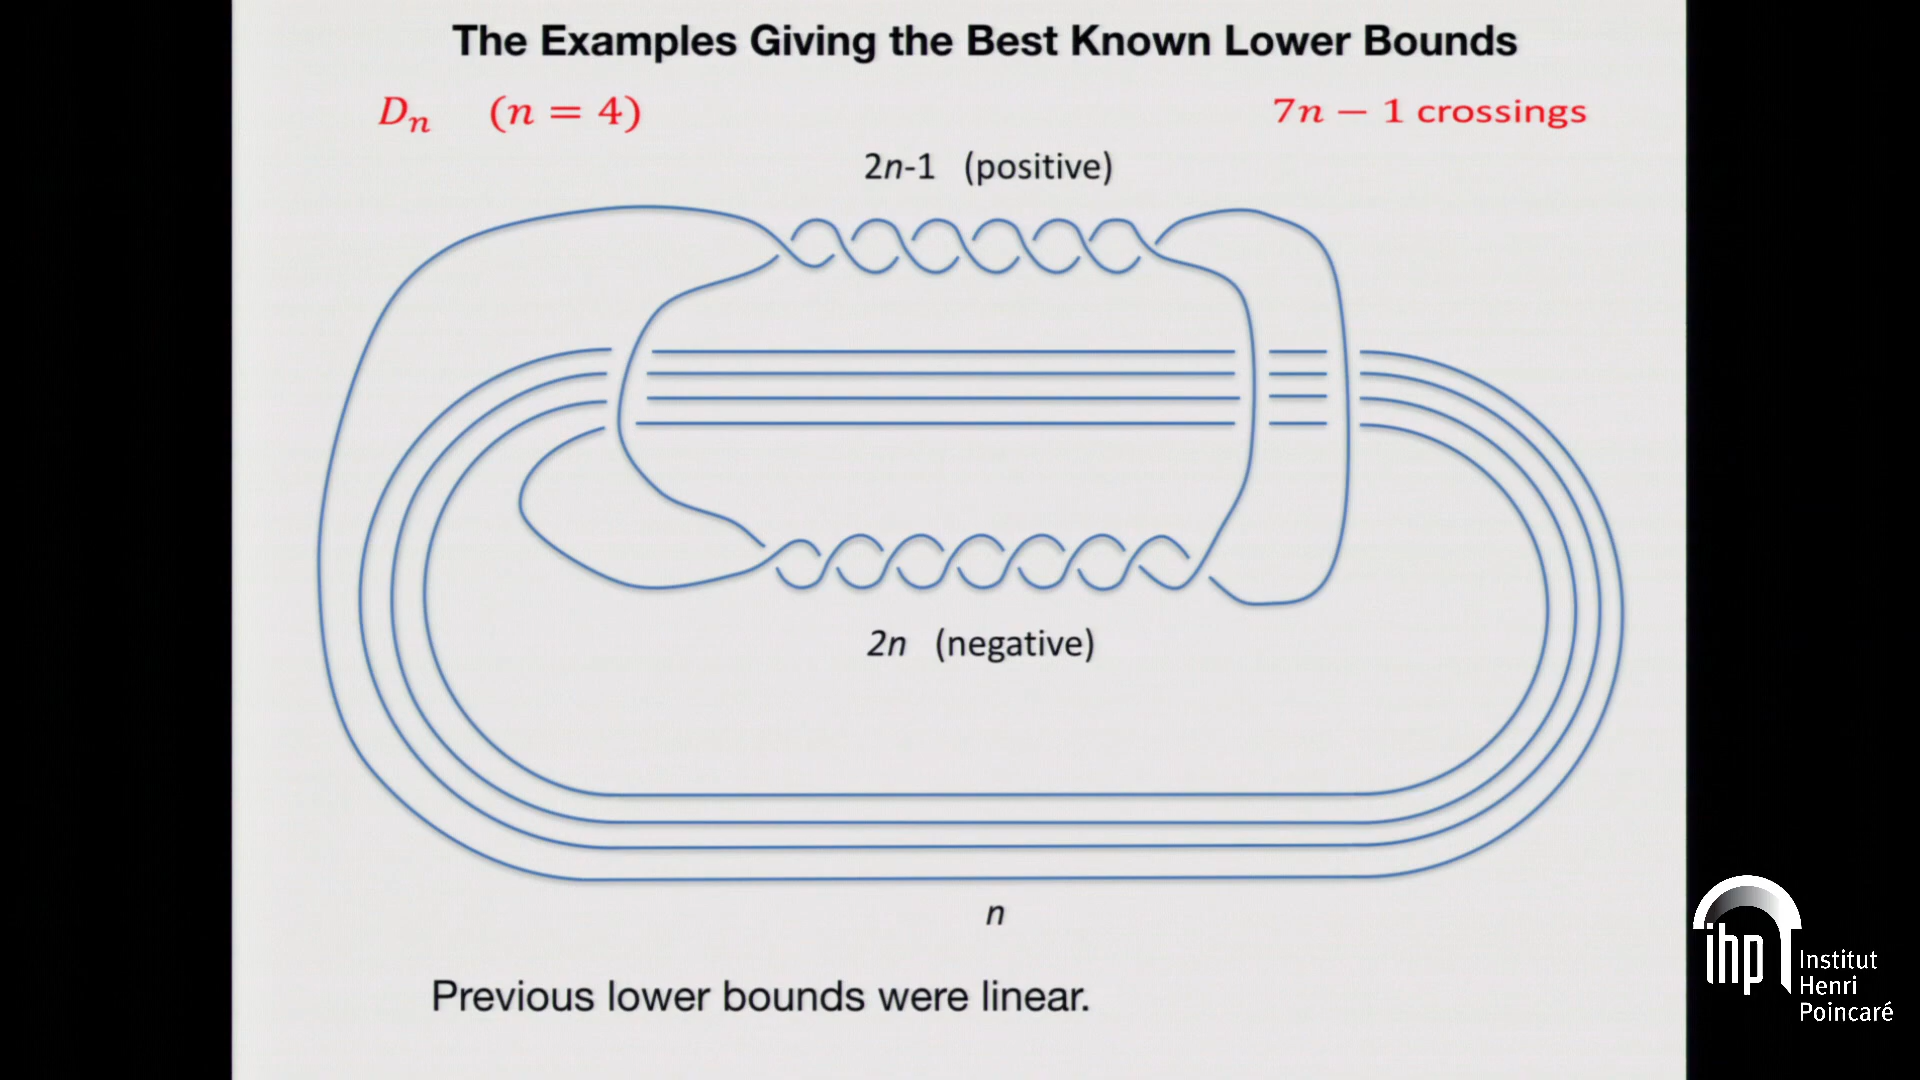 The Examples Giving the Best Known Lower Bounds
Dₙ (n = 4)
7n − 1 crossings
2n-1 (positive)
2n (negative)
n
Previous lower bounds were linear.
ihp
Institut
Henri
Poincaré